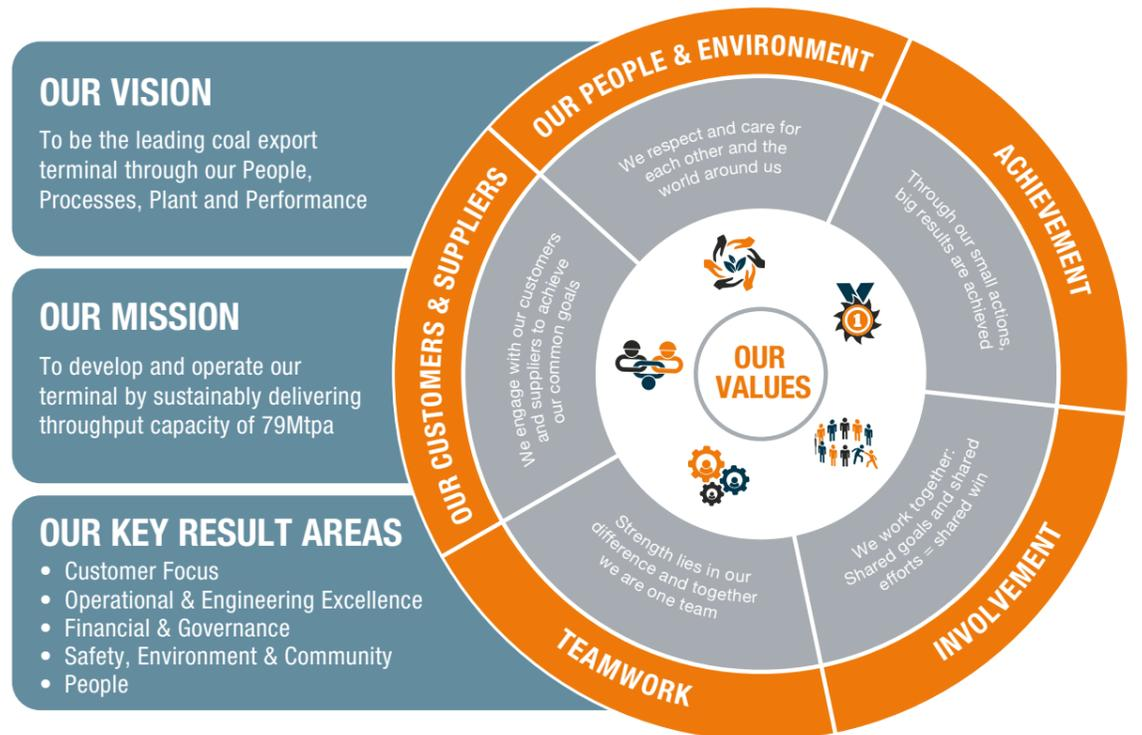 OUR VISION
To be the leading coal export
terminal through our People,
Processes, Plant and Performance
OUR MISSION
To develop and operate our
terminal by sustainably delivering
throughput capacity of 79Mtpa
OUR KEY RESULT AREAS
• Customer Focus
• Operational & Engineering Excellence
• Financial & Governance
• Safety, Environment & Community
• People
OUR PEOPLE & ENVIRONMENT
We respect and care for
each other and the
world around us
ACHIEVEMENT
Through our small actions,
big results are achieved
INVOLVEMENT
We work together:
Shared goals and shared
efforts = shared win
TEAMWORK
Strength lies in our
difference and together
we are one team
OUR CUSTOMERS & SUPPLIERS
We engage with our customers
and suppliers to achieve
our common goals
1
OUR
VALUES